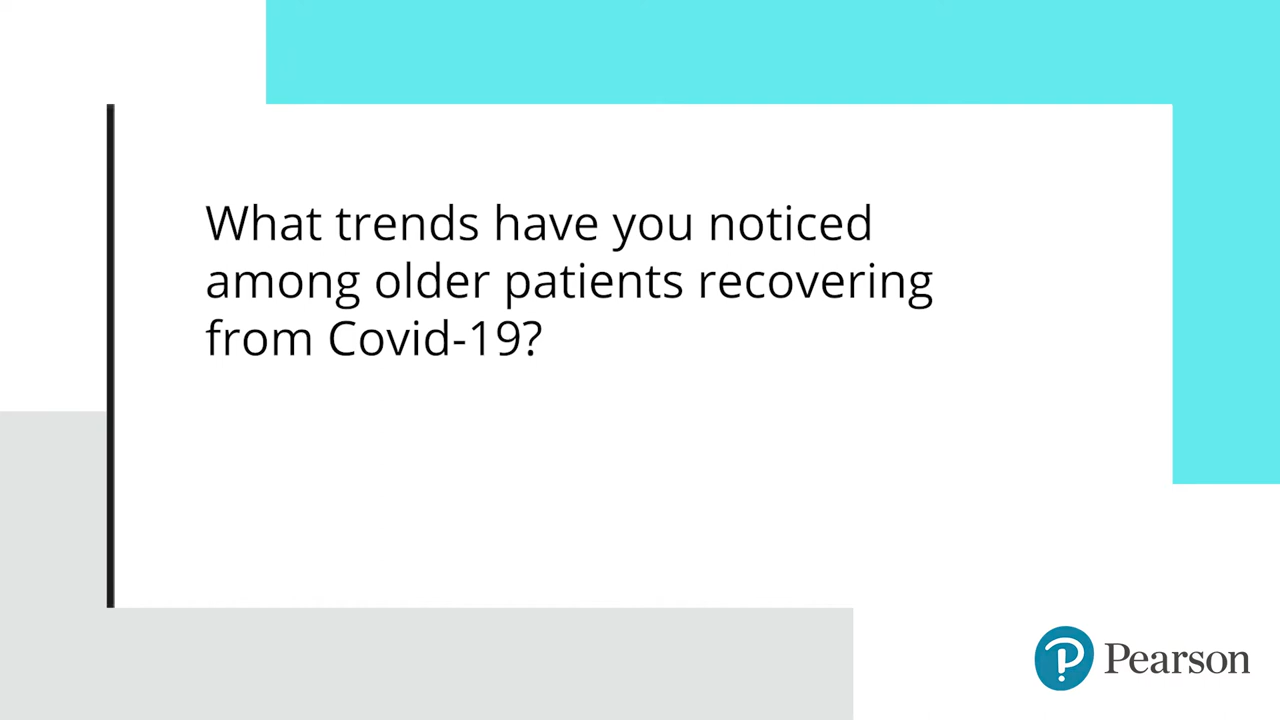 What trends have you noticed
among older patients recovering
from Covid-19?
Pearson